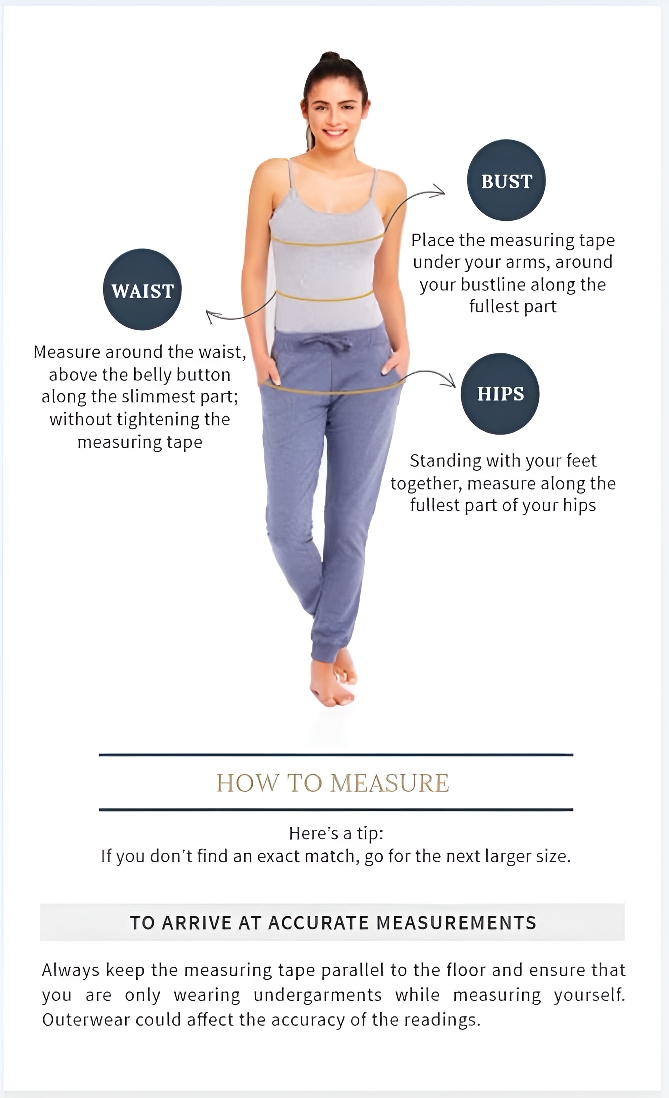 BUST
Place the measuring tape
under your arms, around
your bustline along the
fullest part
WAIST
Measure around the waist,
above the belly button
along the slimmest part;
without tightening the
measuring tape
HIPS
Standing with your feet
together, measure along the
fullest part of your hips
HOW TO MEASURE
Here's a tip:
If you don't find an exact match, go for the next larger size.
TO ARRIVE AT ACCURATE MEASUREMENTS
Always keep the measuring tape parallel to the floor and ensure that
you are only wearing undergarments while measuring yourself.
Outerwear could affect the accuracy of the readings.